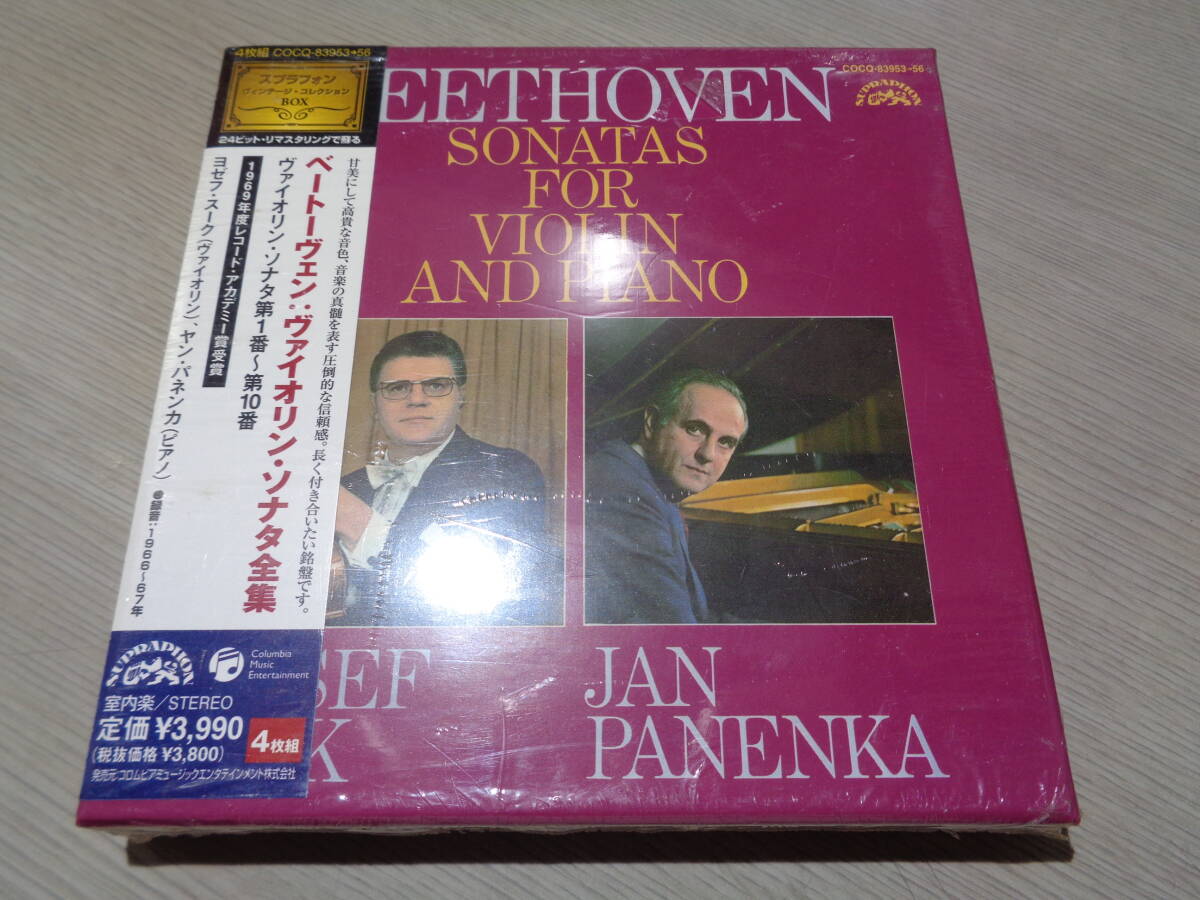 4枚組 COCQ-83953→56
スプラフォン
ヴィンテージ・コレクション
BOX
24ビット・リマスタリングで蘇る
甘美にして高貴な音色、音楽の真髄を表す圧倒的な信頼感。長く付き合いたい銘盤です。
ベートーヴェン:ヴァイオリン・ソナタ全集
ヴァイオリン・ソナタ第1番〜第10番
1969年度レコード・アカデミー賞受賞
ヨゼフ・スーク(ヴァイオリン)、ヤン・パネンカ(ピアノ)
●録音:1966〜67年
SUPRAPHON
Columbia
Music
Entertainment
室内楽/STEREO
定価 ¥3,990
(税抜価格 ¥3,800)
4枚組
発売元:コロムビアミュージックエンタテインメント株式会社
COCQ-83953→56
SUPRAPHON
EETHOVEN
SONATAS
FOR
VIOLIN
AND PIANO
SEF
K
JAN
PANENKA